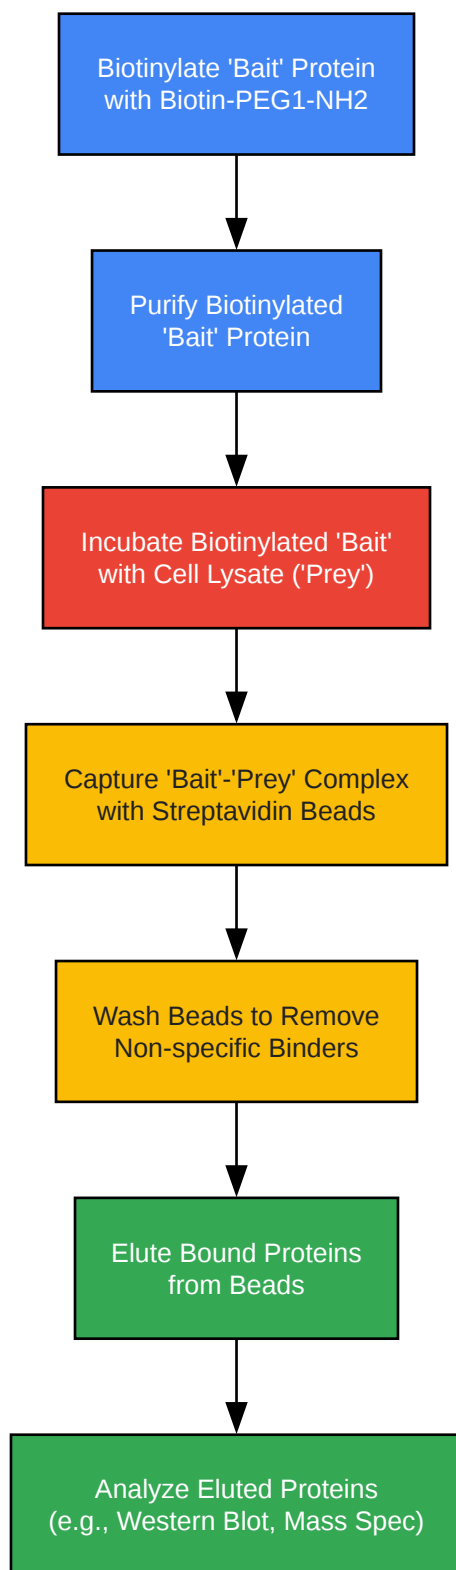 Biotinylate 'Bait' Protein
with Biotin-PEG1-NH2
Purify Biotinylated
'Bait' Protein
Incubate Biotinylated 'Bait'
with Cell Lysate ('Prey')
Capture 'Bait'-'Prey' Complex
with Streptavidin Beads
Wash Beads to Remove
Non-specific Binders
Elute Bound Proteins
from Beads
Analyze Eluted Proteins
(e.g., Western Blot, Mass Spec)